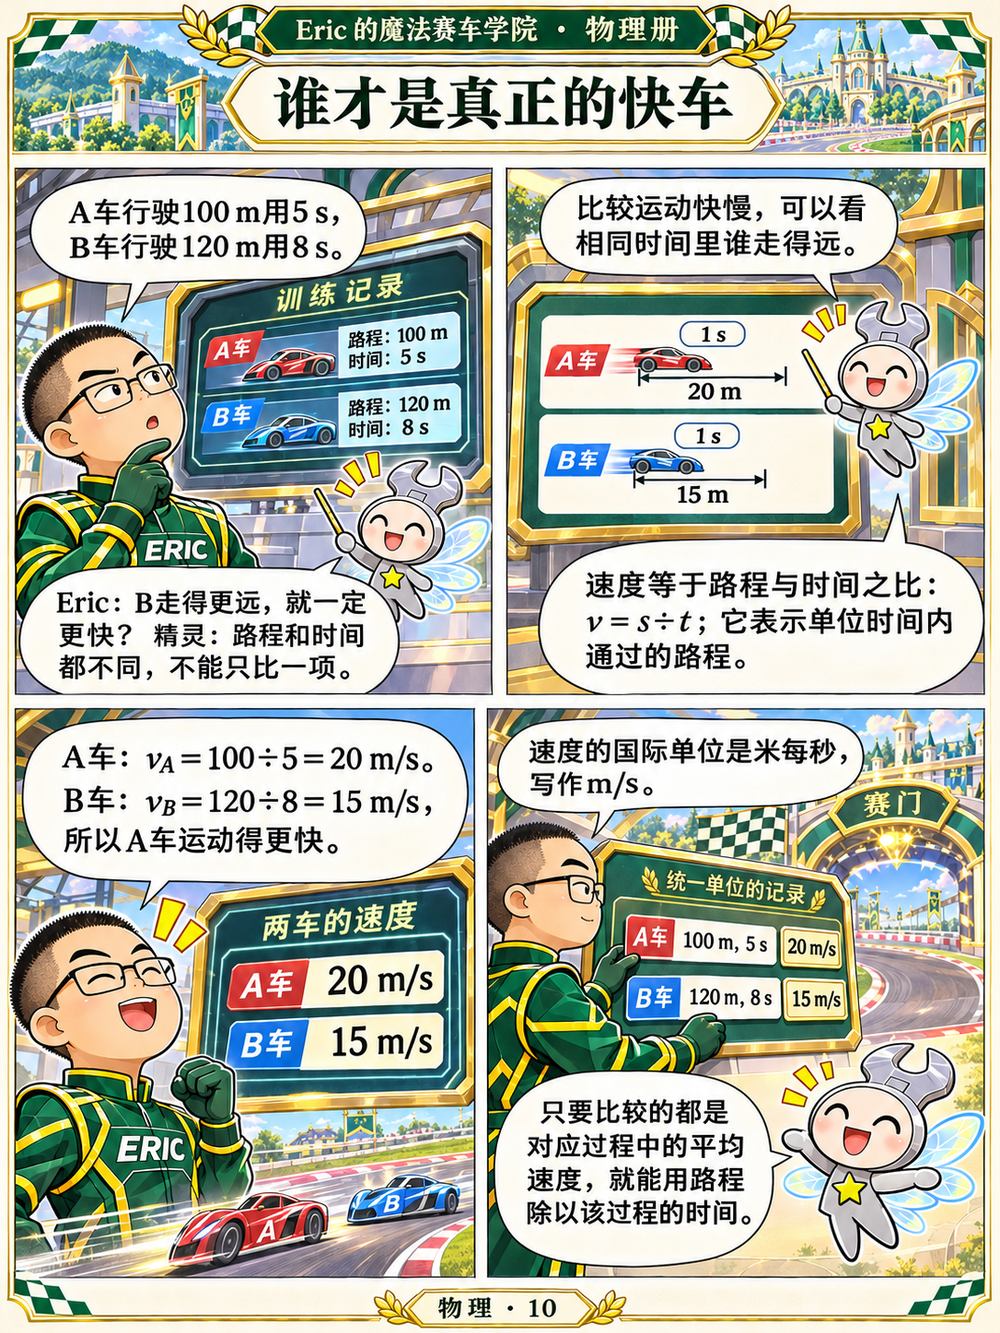 Eric 的魔法赛车学院 · 物理册
谁才是真正的快车
A车行驶100 m用5 s，
B车行驶120 m用8 s。
训练记录
A车
路程：100 m
时间：5 s
B车
路程：120 m
时间：8 s
ERIC
Eric：B走得更远，就一定
更快？ 精灵：路程和时间
都不同，不能只比一项。
比较运动快慢，可以看
相同时间里谁走得远。
1 s
A车
20 m
1 s
B车
15 m
速度等于路程与时间之比：
v=s÷t；它表示单位时间内
通过的路程。
A车：vA=100÷5=20 m/s。
B车：vB=120÷8=15 m/s，
所以A车运动得更快。
两车的速度
A车 20 m/s
B车 15 m/s
ERIC
A
B
速度的国际单位是米每秒，
写作m/s。
赛门
统一单位的记录
A车 100 m, 5 s 20 m/s
B车 120 m, 8 s 15 m/s
只要比较的都是
对应过程中的平均
速度，就能用路程
除以该过程的时间。
物理 · 10